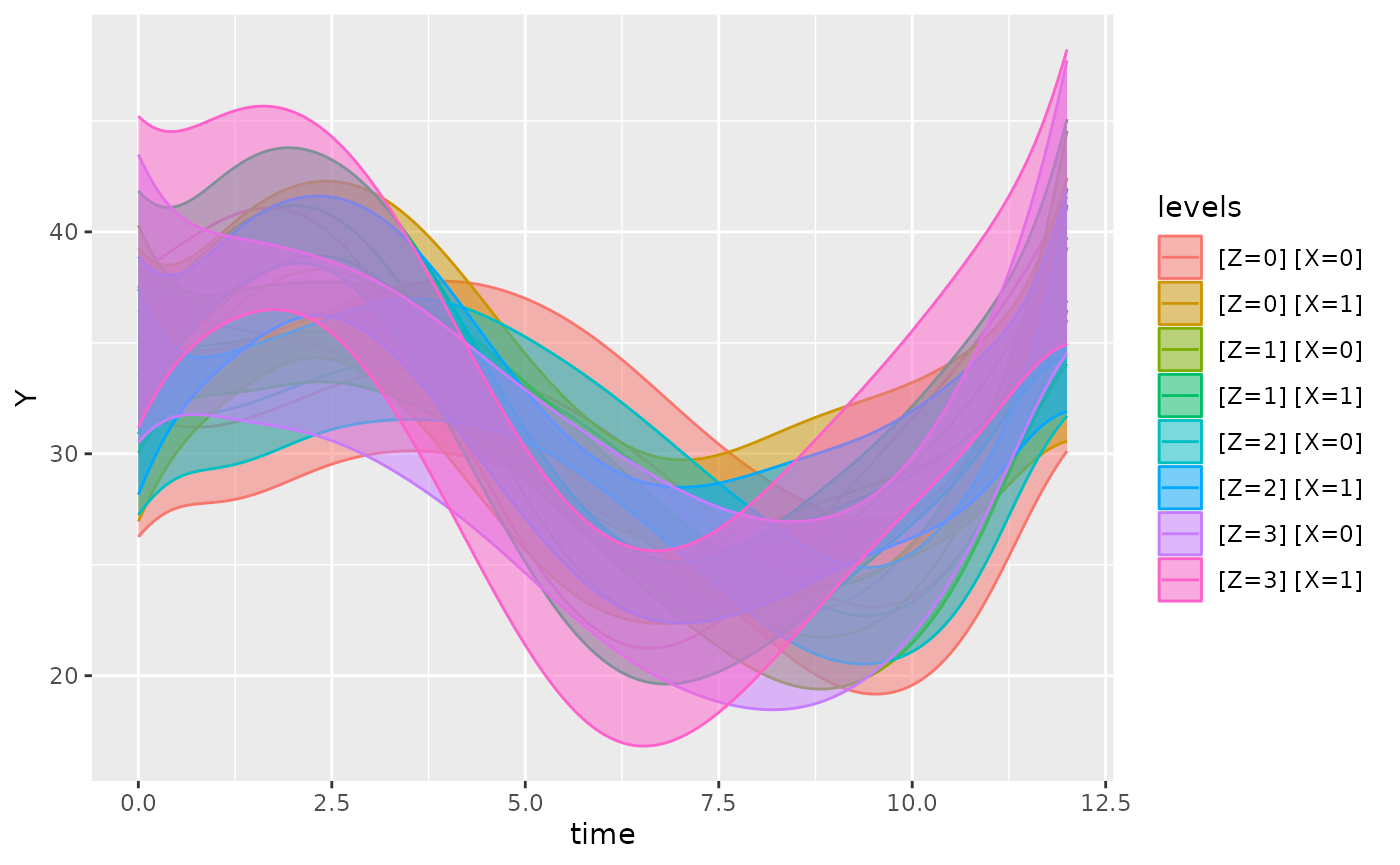 40
30
20
Y
0.0 2.5 5.0 7.5 10.0 12.5
time
levels
[Z=0] [X=0]
[Z=0] [X=1]
[Z=1] [X=0]
[Z=1] [X=1]
[Z=2] [X=0]
[Z=2] [X=1]
[Z=3] [X=0]
[Z=3] [X=1]